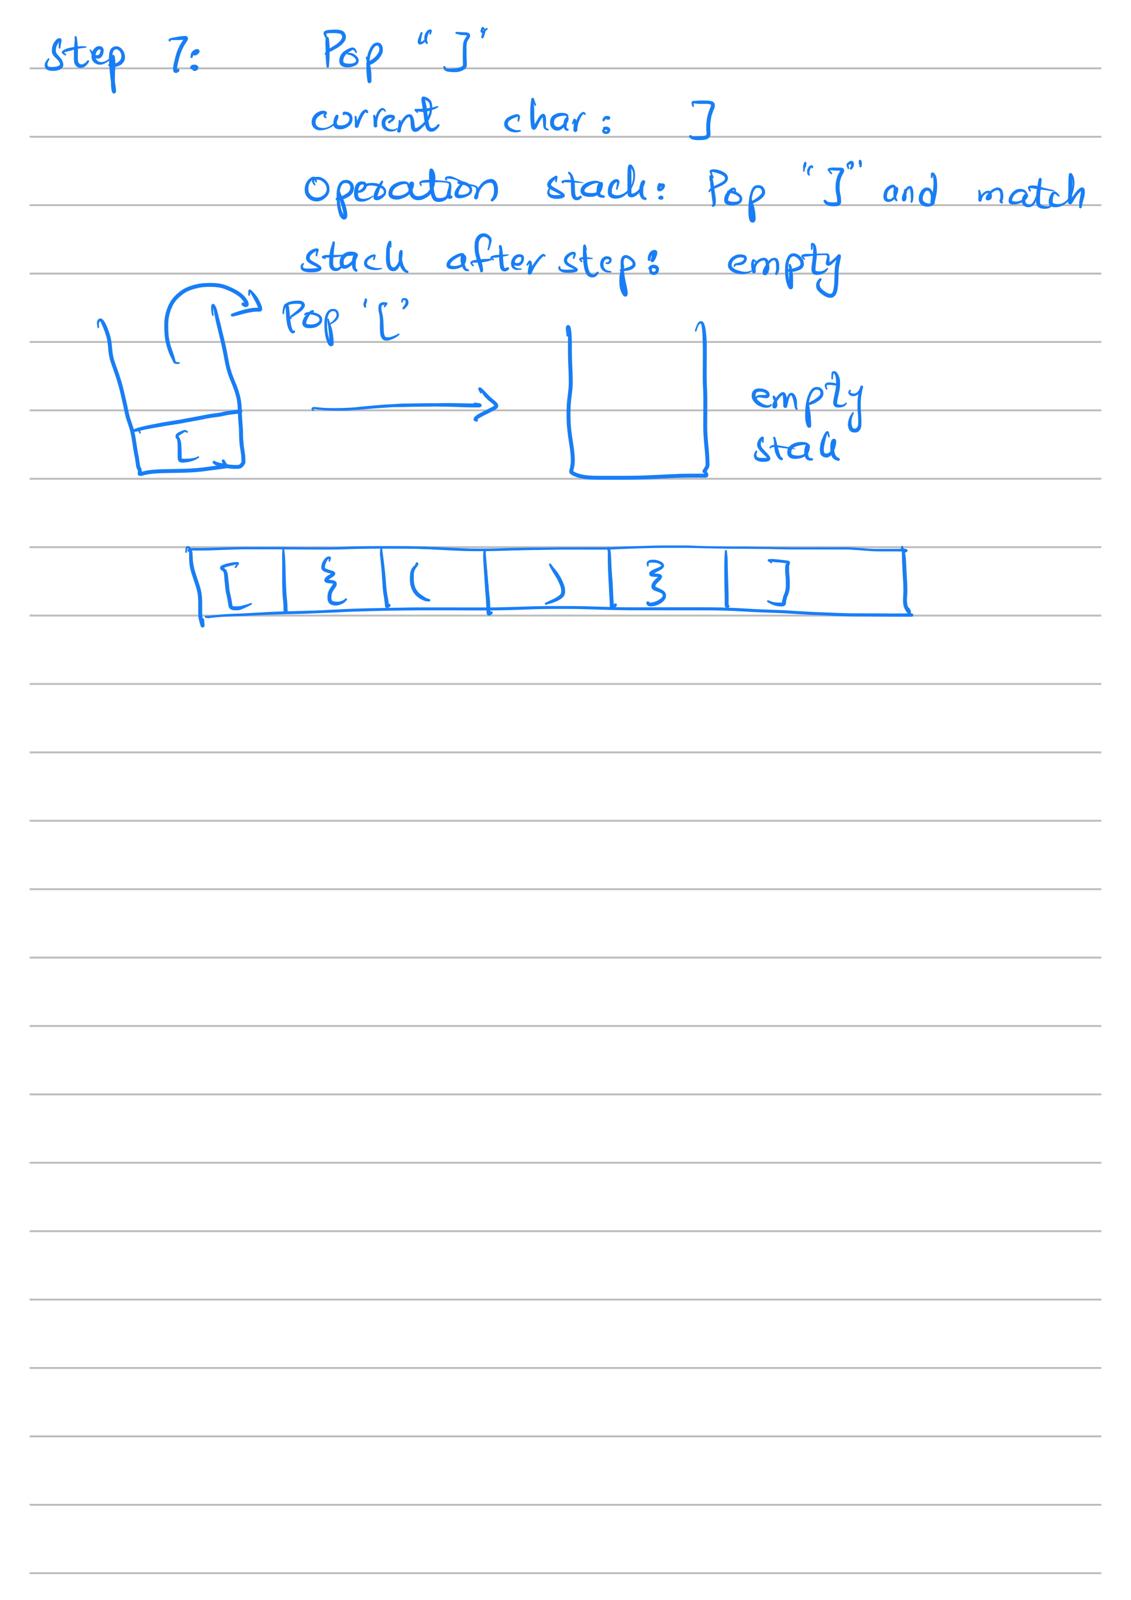 Step 7: Pop "]"
current char: ]
operation stack: Pop "]" and match
stack after step: empty
Pop '['
[
empty
stack
[ { ( ) } ]